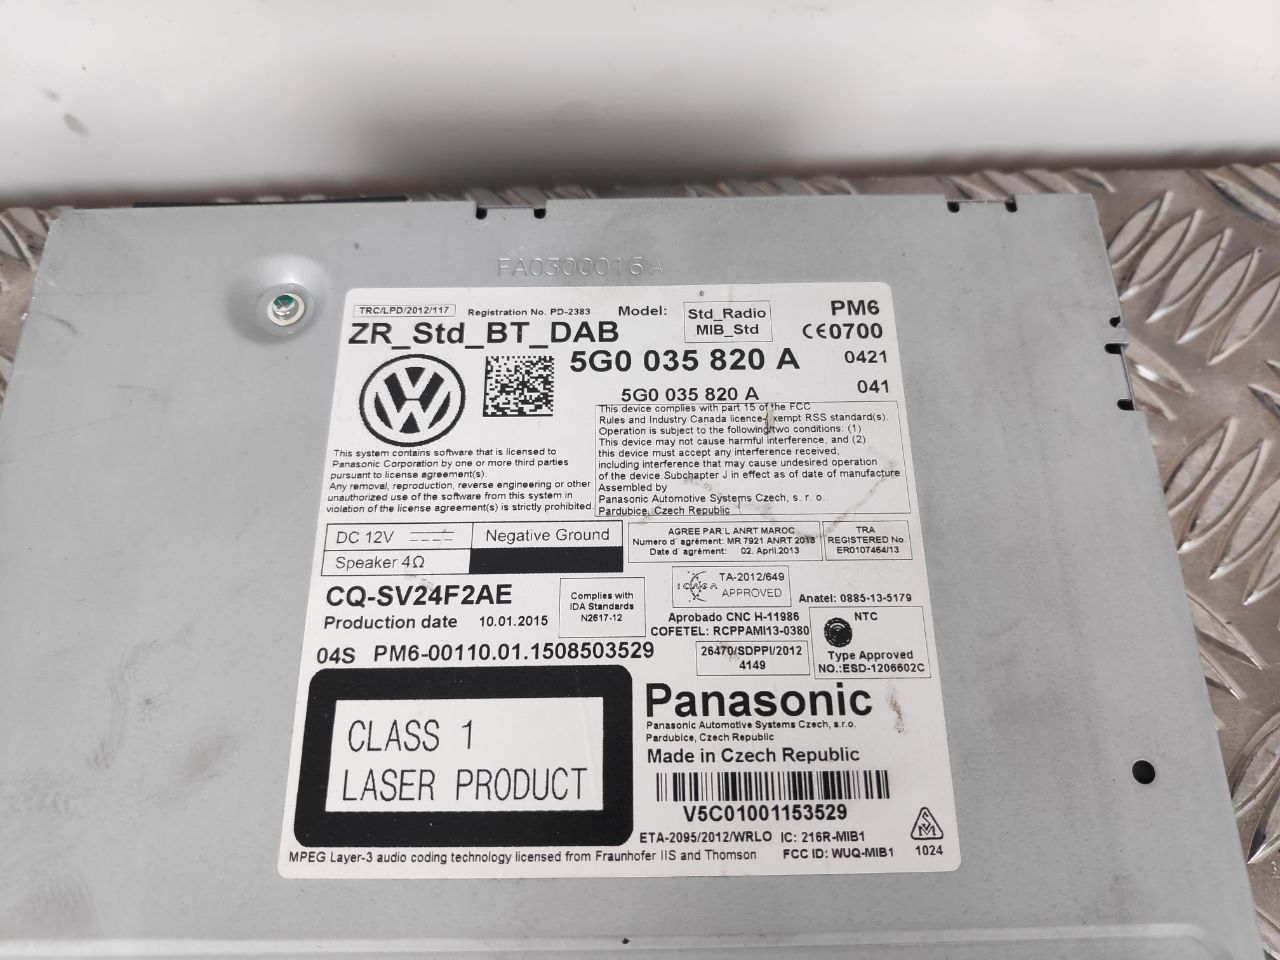 FA0300016A
TRC/LPD/2012/117 Registration No. PD-2383 Model: Std_Radio MIB_Std PM6
ZR_Std_BT_DAB CE0700
5G0 035 820 A 0421
5G0 035 820 A 041
This device complies with part 15 of the FCC
Rules and Industry Canada licence-exempt RSS standard(s).
Operation is subject to the following two conditions: (1)
This device may not cause harmful interference, and (2)
this device must accept any interference received,
including interference that may cause undesired operation
of the device.Subchapter J in effect as of date of manufacture
Assembled by
Panasonic Automotive Systems Czech, s. r. o.
Pardubice, Czech Republic
This system contains software that is licensed to
Panasonic Corporation by one or more third parties
pursuant to license agreement(s).
Any removal, reproduction, reverse engineering or other
unauthorized use of the software from this system in
violation of the license agreement(s) is strictly prohibited.
DC 12V Negative Ground
Speaker 4Ω
AGREE PAR'L ANRT MAROC
Numero d' agrément: MR 7921 ANRT 2013
Date d' agrément: 02. April.2013
TRA
REGISTERED No.
ER0107464/13
CQ-SV24F2AE
Complies with
IDA Standards
N2617-12
ICASA TA-2012/649
APPROVED
Anatel: 0885-13-5179
Production date 10.01.2015
Aprobado CNC H-11986
COFETEL: RCPPAMI13-0380
NTC
Type Approved
NO.:ESD-1206602C
04S PM6-00110.01.1508503529
26470/SDPPI/2012
4149
CLASS 1
LASER PRODUCT
Panasonic
Panasonic Automotive Systems Czech, s.r.o.
Pardubice, Czech Republic
Made in Czech Republic
V5C01001153529
ETA-2095/2012/WRLO IC: 216R-MIB1
MPEG Layer-3 audio coding technology licensed from Fraunhofer IIS and Thomson FCC ID: WUQ-MIB1 1024